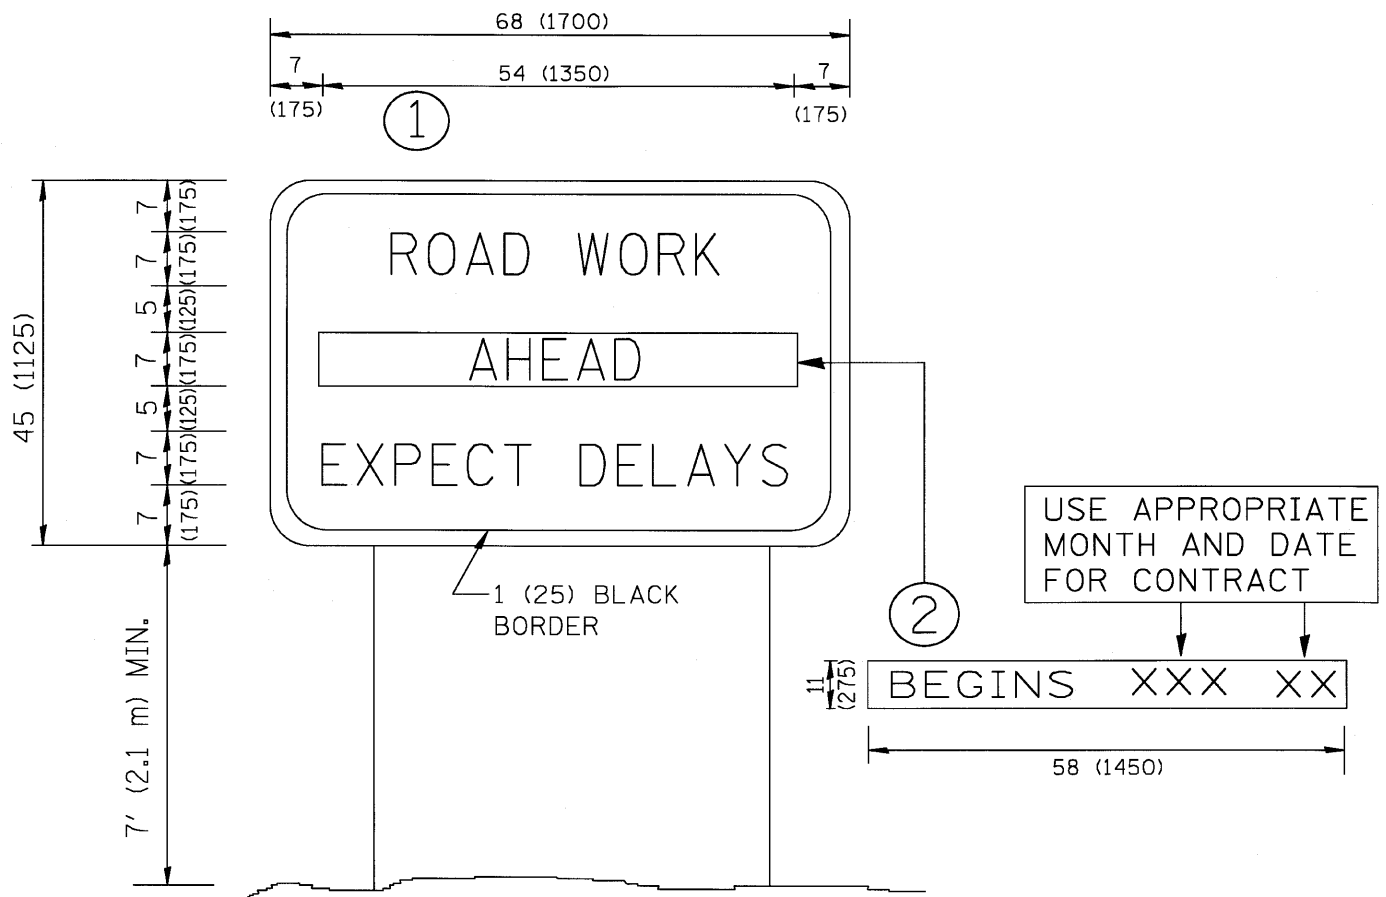 68 (1700)
7
54 (1350)
7
(175)
(175)
1
45 (1125)
7 (175)
7 (175)
5 (125)
7 (175)
5 (125)
7 (175)
7 (175)
ROAD WORK
AHEAD
EXPECT DELAYS
1 (25) BLACK
BORDER
7' (2.1 m) MIN.
2
USE APPROPRIATE
MONTH AND DATE
FOR CONTRACT
11
(275)
BEGINS XXX XX
58 (1450)